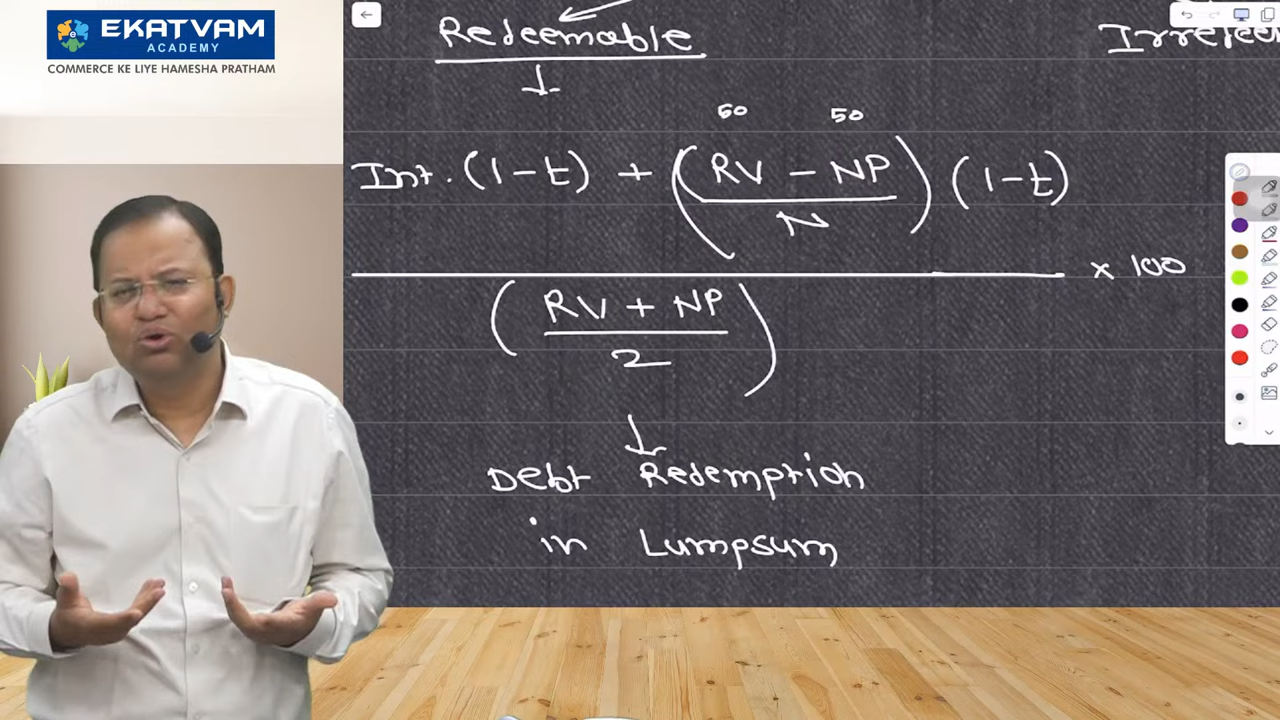 EKATVAM
ACADEMY
COMMERCE KE LIYE HAMESHA PRATHAM
Redeemable
50 50
Int. (1-t) + (RV - NP / N) (1-t)
(RV + NP / 2) x 100
Debt Redemption
in Lumpsum